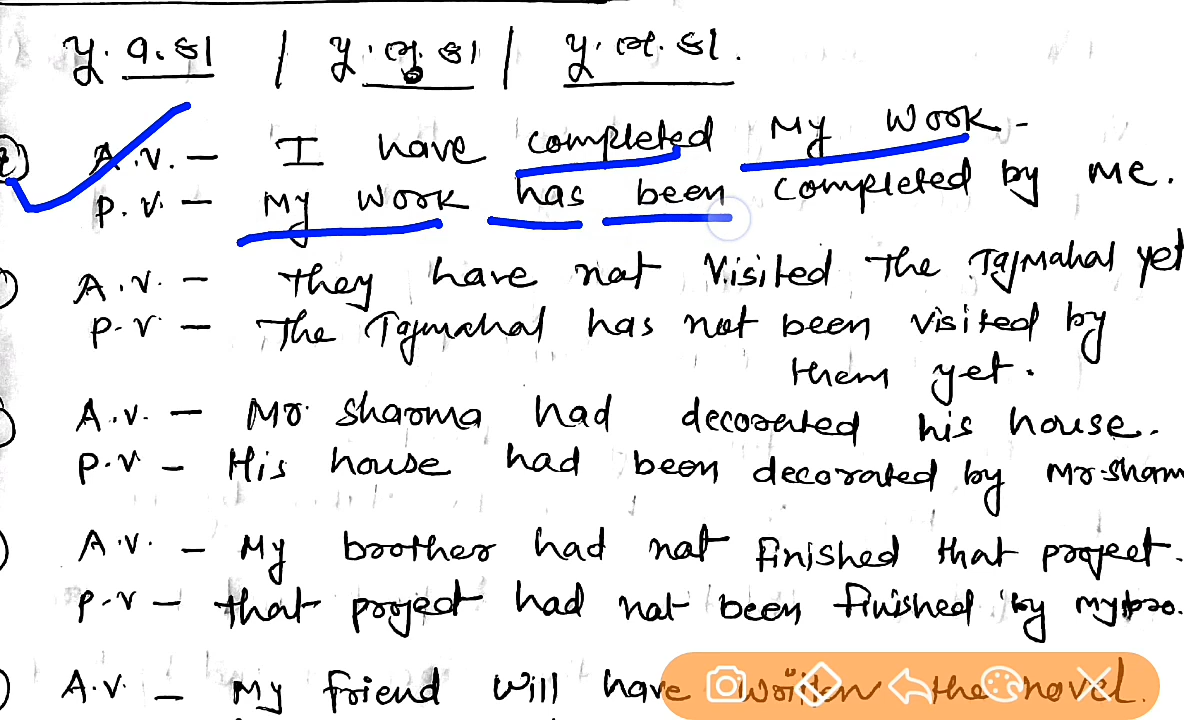 પૂ. વ. કા / પૂ. ભૂ. કા / પૂ. ભ. કા.
A.V. – I have completed My Work.
P.V. – My Work has been completed by me.
A.V. – They have not Visited The Tajmahal yet
P.V – The Tajmahal has not been visited by
them yet.
A.V. – Mr. Sharma had decorated his house.
P.V – His house had been decorated by Mr. Sharm
A.V. – My brother had not finished that project.
P.V – that project had not been finished by my bro.
A.V. – My friend will have written the novel.